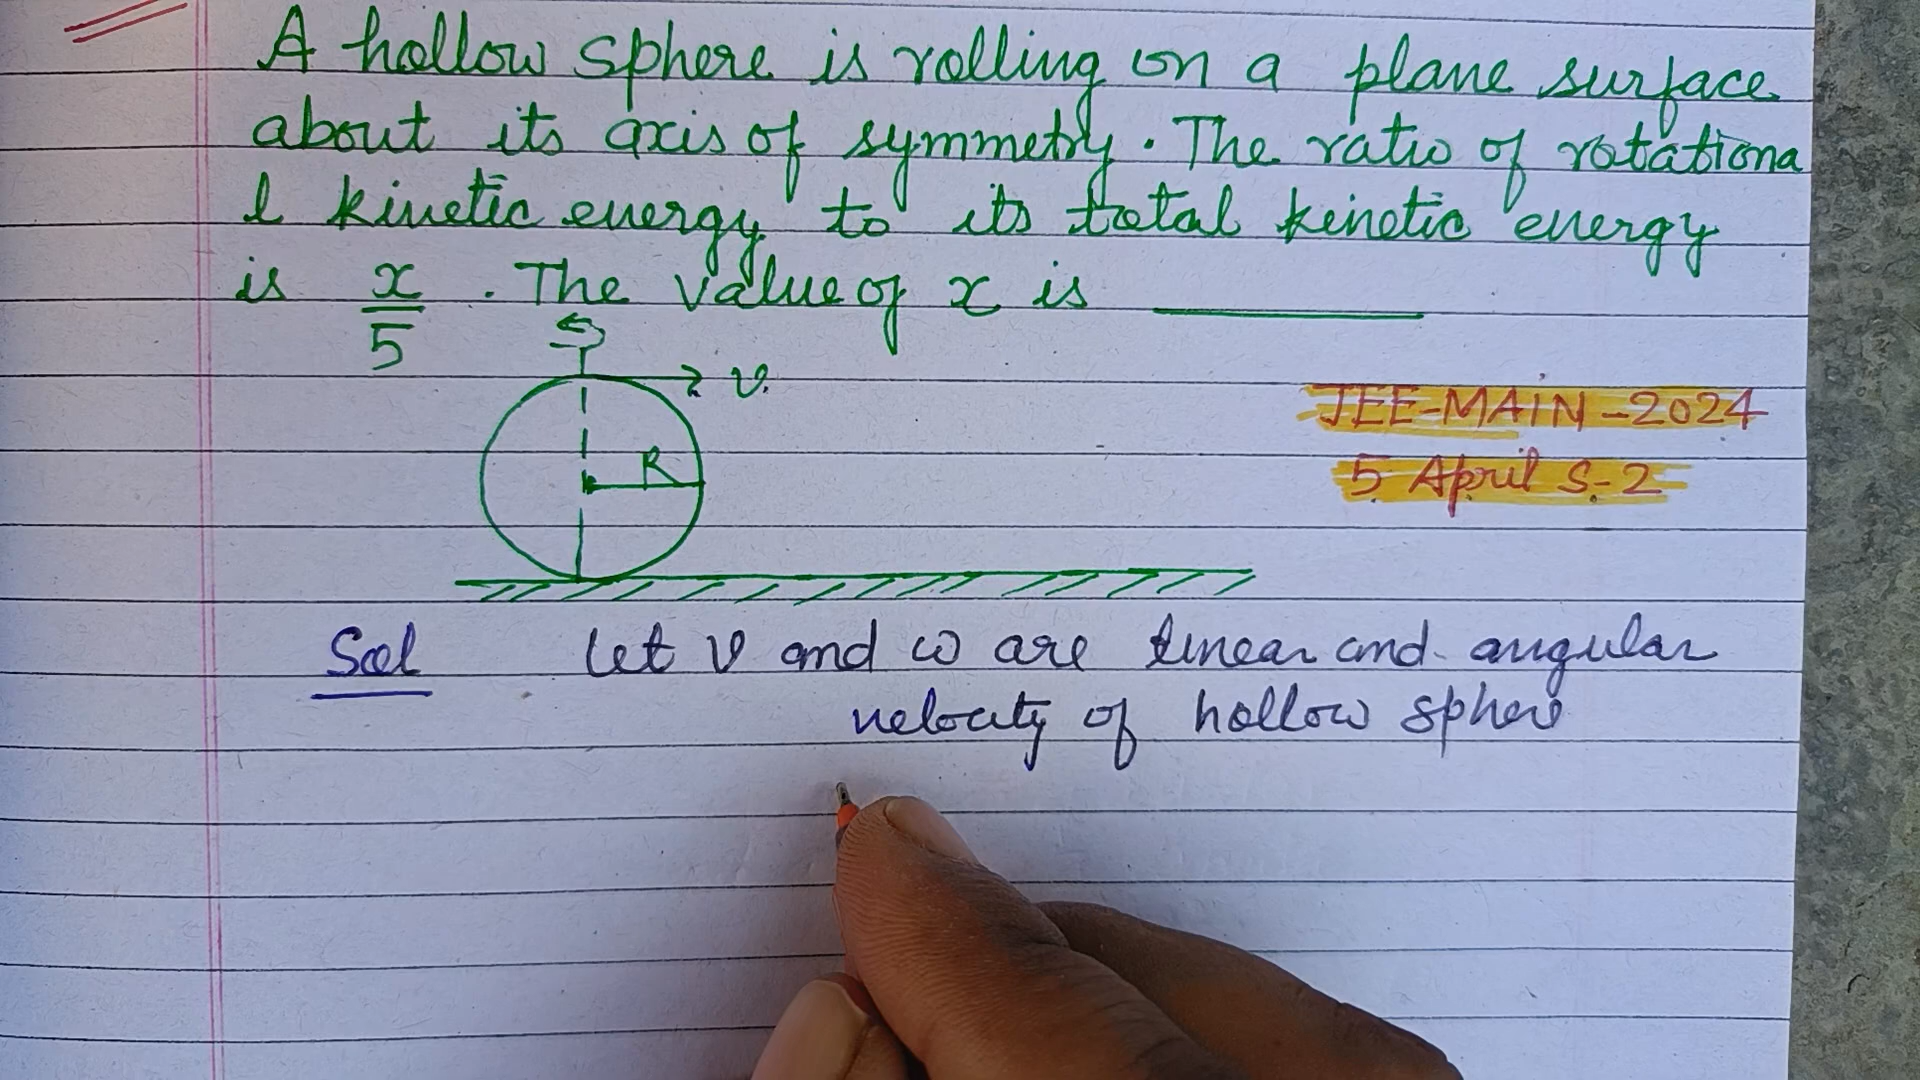 A hollow sphere is rolling on a plane surface
about its axis of symmetry. The ratio of rotationa
l kinetic energy to its total kinetic energy
is x/5 . The value of x is ______
v.
R
JEE-MAIN-2024
5 April S-2
Sol let v and ω are linear and angular
velocity of hollow sphere